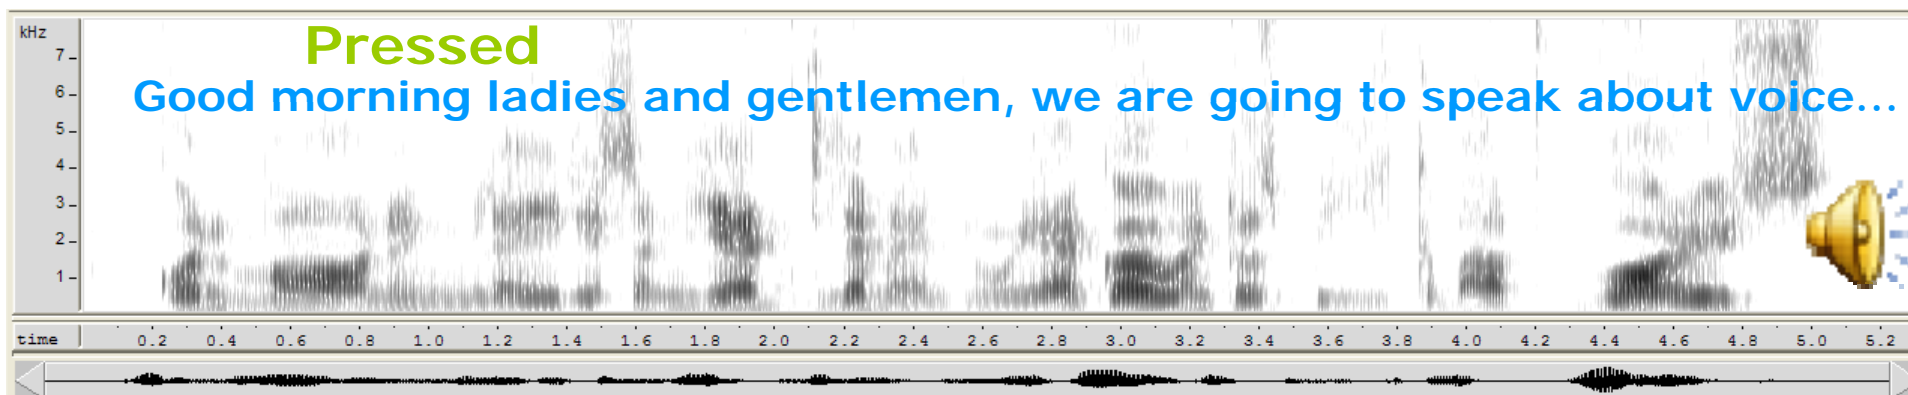 kHz
Pressed
7
Good morning ladies and gentlemen, we are going to speak about voice...
6
5
4
3
2
1
time 0.2 0.4 0.6 0.8 1.0 1.2 1.4 1.6 1.8 2.0 2.2 2.4 2.6 2.8 3.0 3.2 3.4 3.6 3.8 4.0 4.2 4.4 4.6 4.8 5.0 5.2